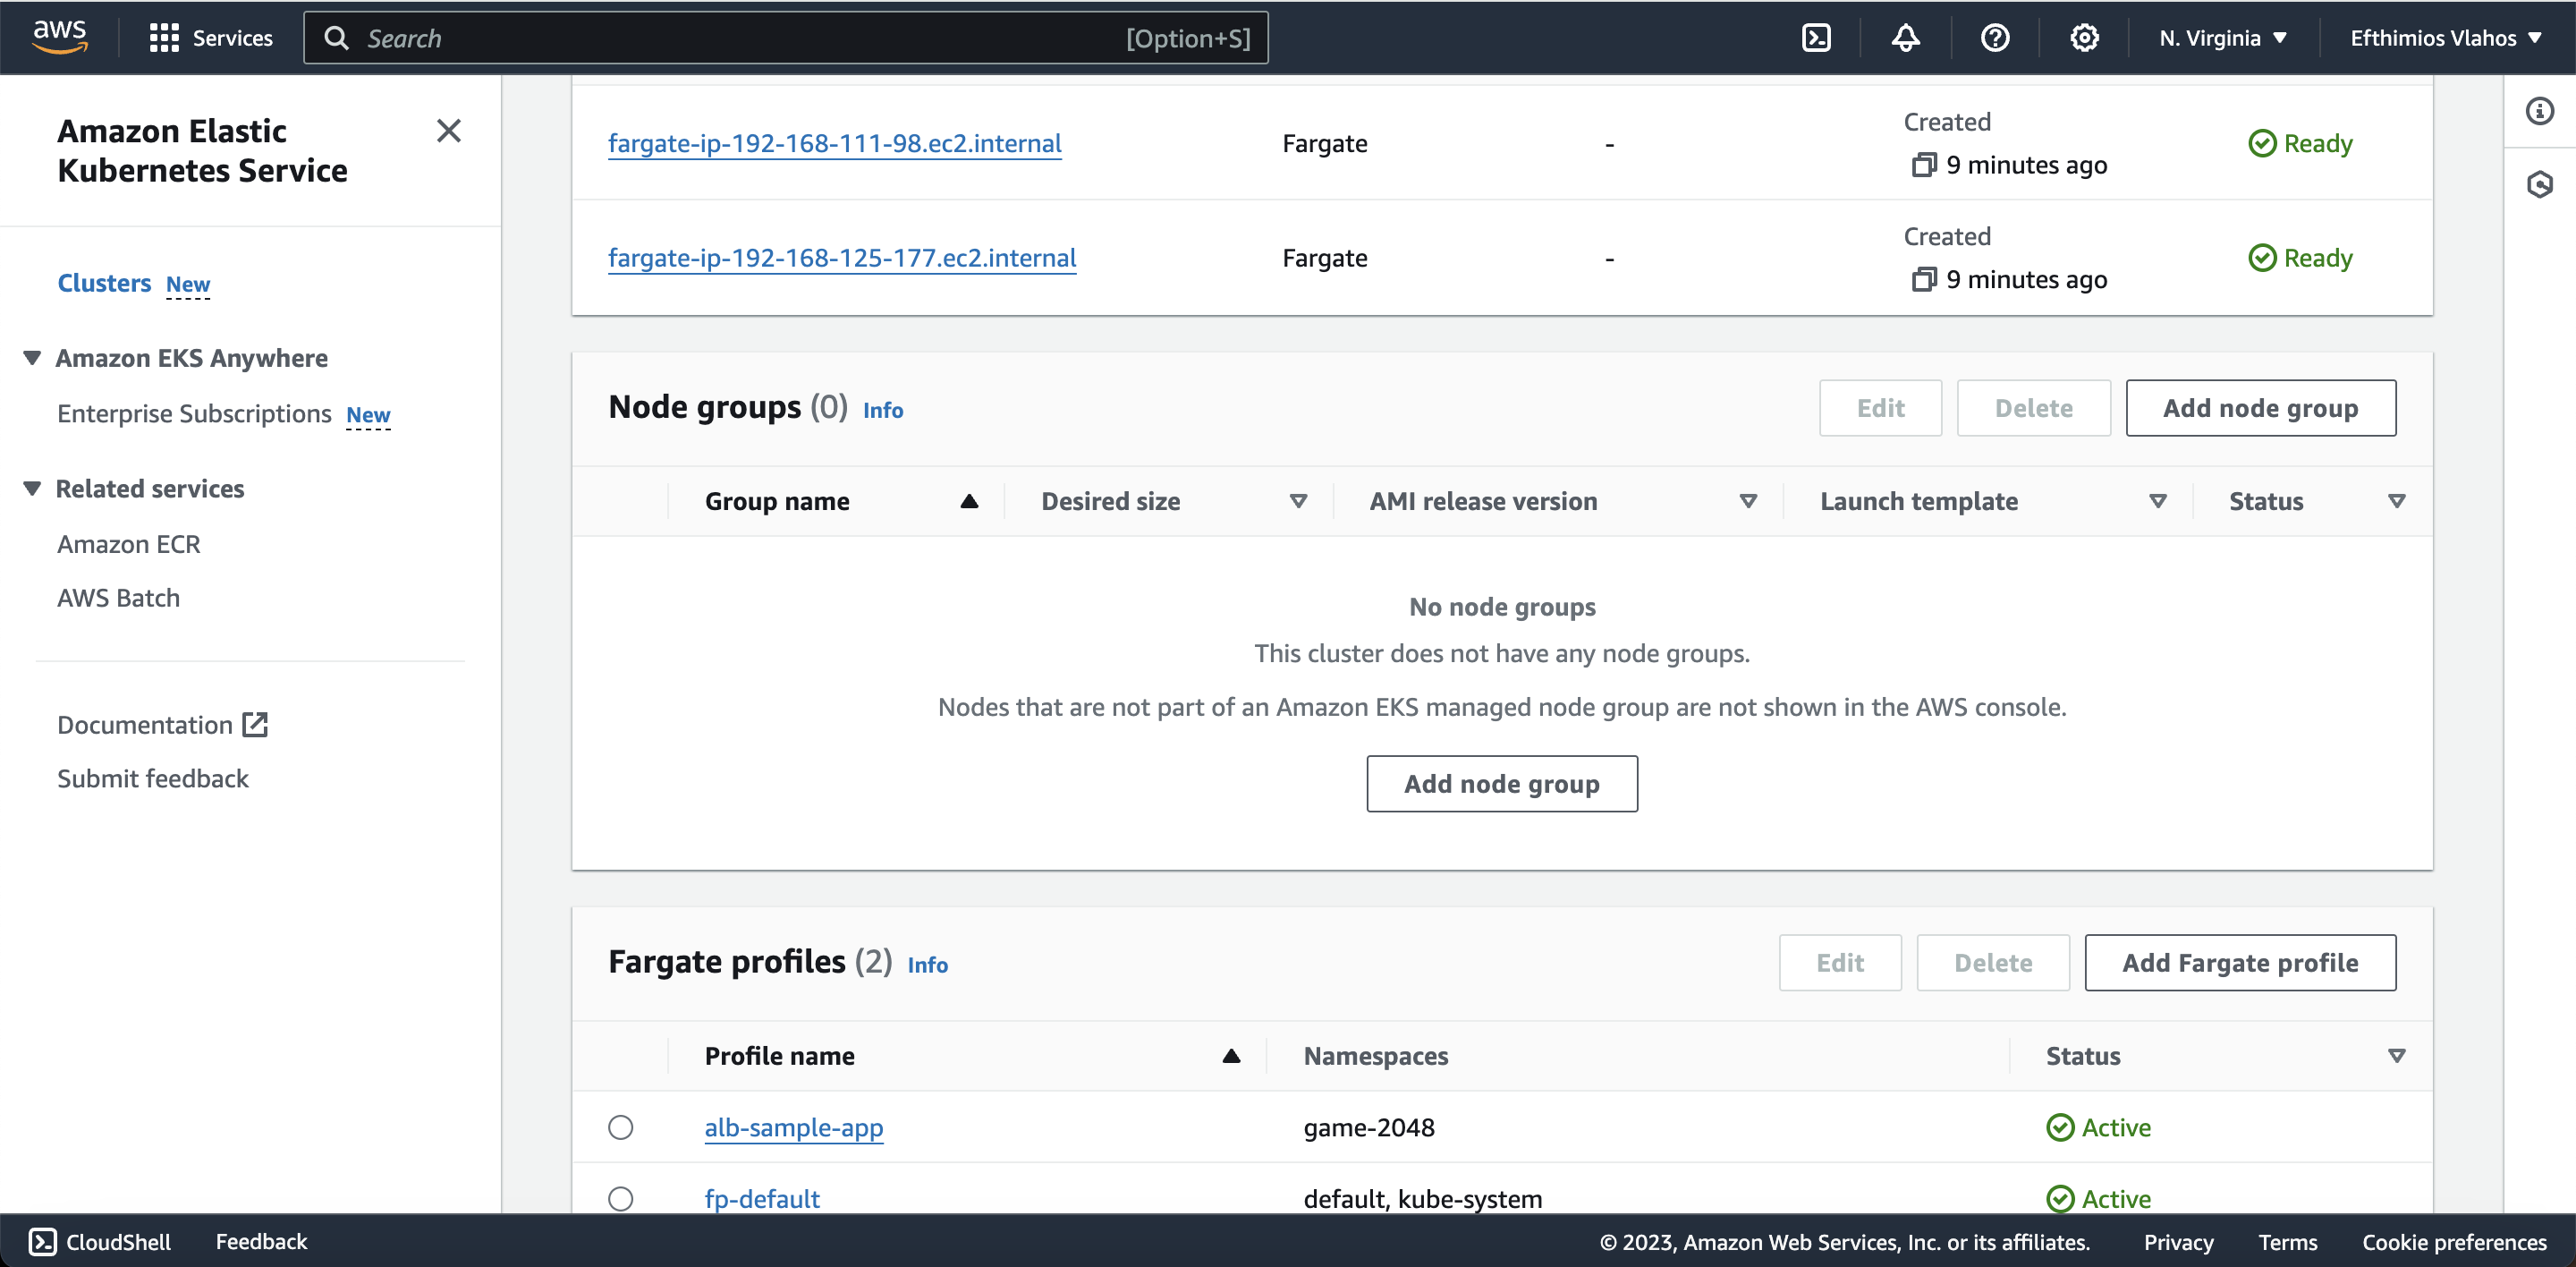 aws
Services
Search [Option+S]
N. Virginia
Efthimios Vlahos
Amazon Elastic
Kubernetes Service
Clusters New
Amazon EKS Anywhere
Enterprise Subscriptions New
Related services
Amazon ECR
AWS Batch
Documentation
Submit feedback
fargate-ip-192-168-111-98.ec2.internal Fargate - Created
9 minutes ago Ready
fargate-ip-192-168-125-177.ec2.internal Fargate - Created
9 minutes ago Ready
Node groups (0) Info Edit Delete Add node group
Group name Desired size AMI release version Launch template Status
No node groups
This cluster does not have any node groups.
Nodes that are not part of an Amazon EKS managed node group are not shown in the AWS console.
Add node group
Fargate profiles (2) Info Edit Delete Add Fargate profile
Profile name Namespaces Status
alb-sample-app game-2048 Active
fp-default default, kube-system Active
CloudShell Feedback © 2023, Amazon Web Services, Inc. or its affiliates. Privacy Terms Cookie preferences